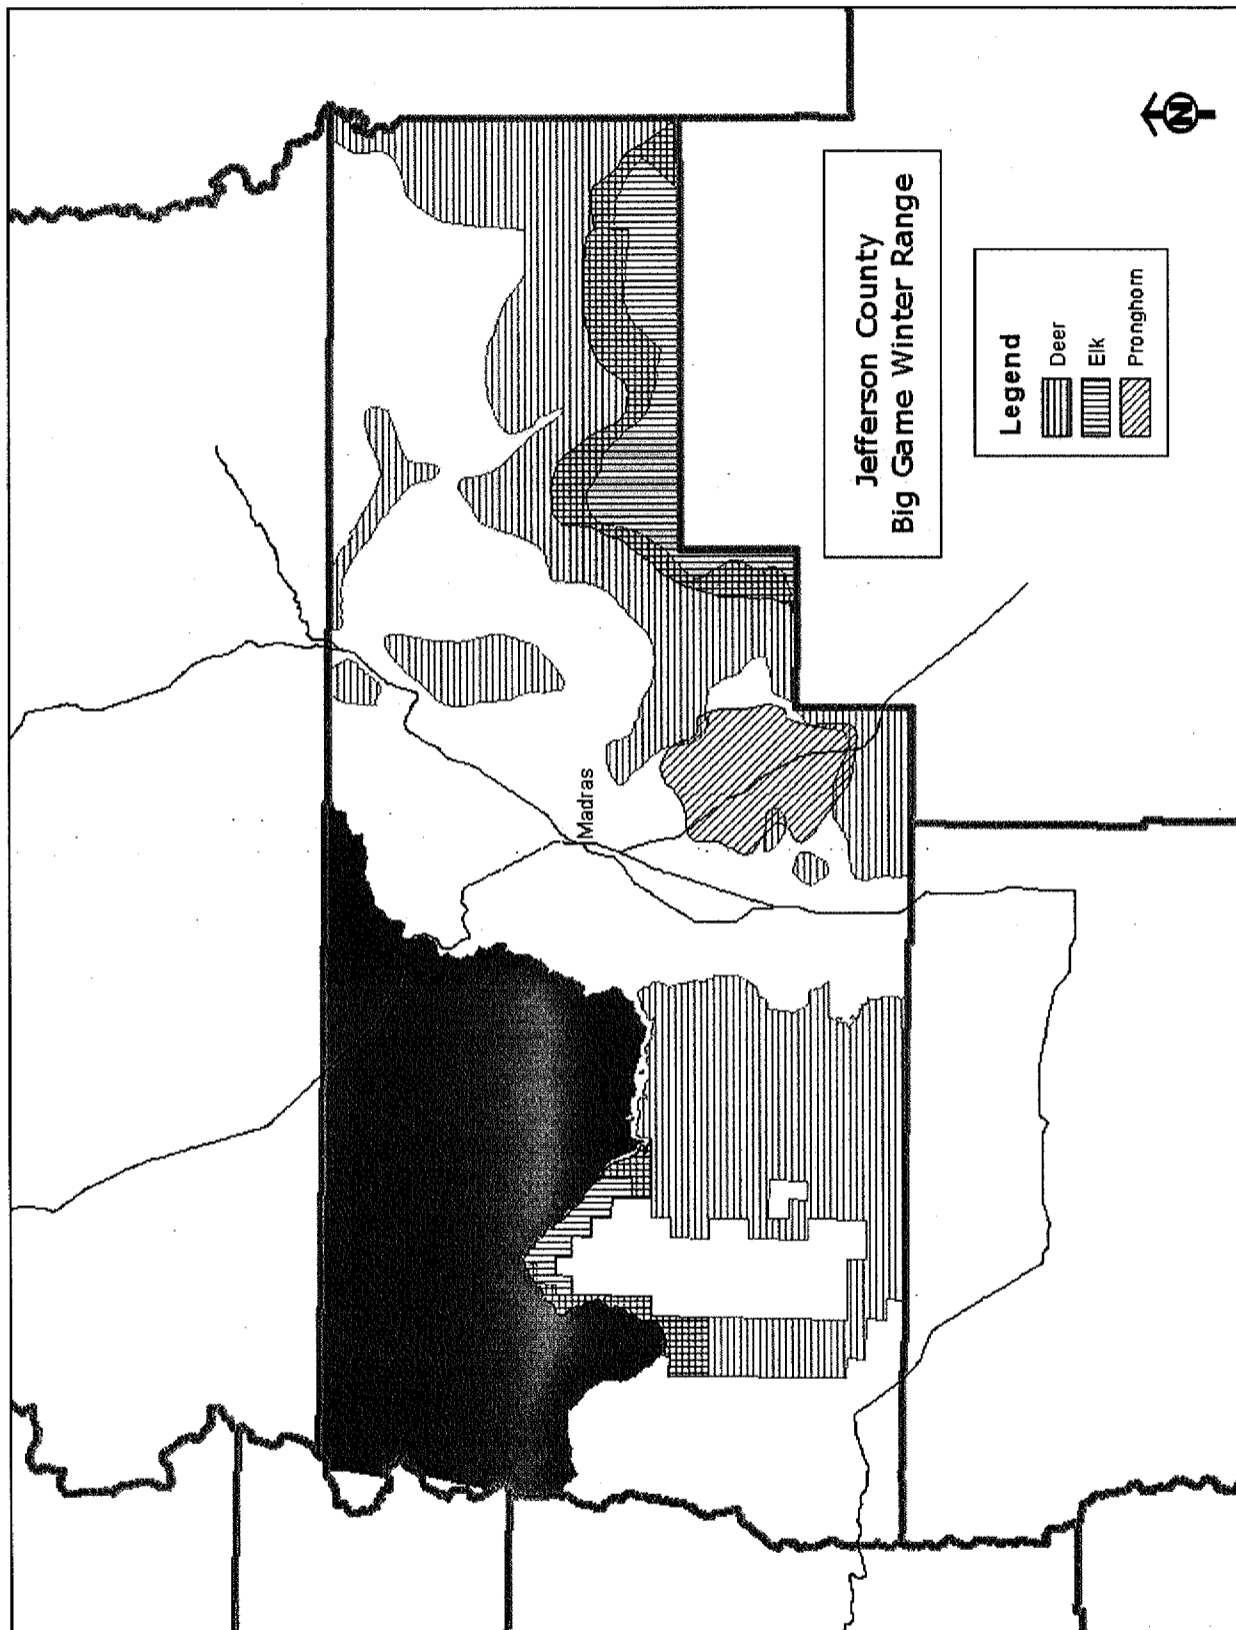 Jefferson County
Big Game Winter Range
Legend
Deer
Elk
Pronghorn
Madras
N